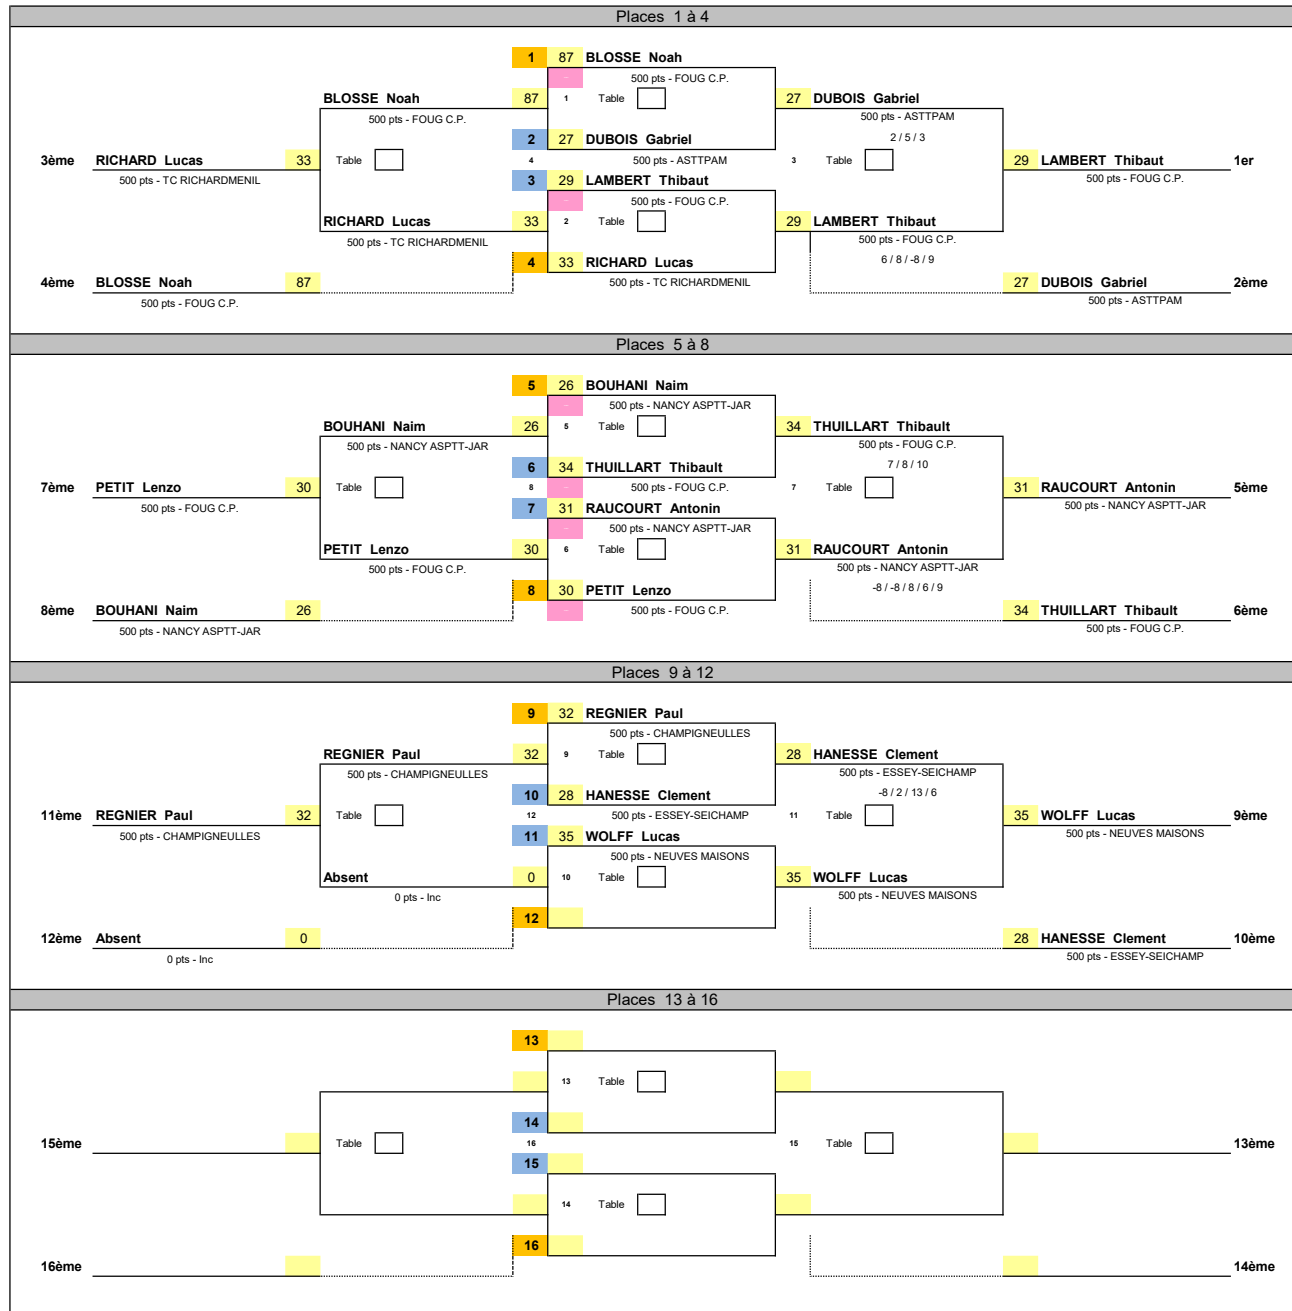 Places 1 à 4
1 87 BLOSSE Noah
500 pts - FOUG C.P.
BLOSSE Noah 87 1 Table 27 DUBOIS Gabriel
500 pts - FOUG C.P. 500 pts - ASTTPAM
2 27 DUBOIS Gabriel 2 / 5 / 3
3ème RICHARD Lucas 33 Table 4 500 pts - ASTTPAM 3 Table 29 LAMBERT Thibaut 1er
500 pts - TC RICHARDMENIL 3 29 LAMBERT Thibaut 500 pts - FOUG C.P.
500 pts - FOUG C.P.
RICHARD Lucas 33 2 Table 29 LAMBERT Thibaut
500 pts - TC RICHARDMENIL 500 pts - FOUG C.P.
4 33 RICHARD Lucas 6 / 8 / -8 / 9
4ème BLOSSE Noah 87 500 pts - TC RICHARDMENIL 27 DUBOIS Gabriel 2ème
500 pts - FOUG C.P. 500 pts - ASTTPAM
Places 5 à 8
5 26 BOUHANI Naim
500 pts - NANCY ASPTT-JAR
BOUHANI Naim 26 5 Table 34 THUILLART Thibault
500 pts - NANCY ASPTT-JAR 500 pts - FOUG C.P.
6 34 THUILLART Thibault 7 / 8 / 10
7ème PETIT Lenzo 30 Table 8 500 pts - FOUG C.P. 7 Table 31 RAUCOURT Antonin 5ème
500 pts - FOUG C.P. 7 31 RAUCOURT Antonin 500 pts - NANCY ASPTT-JAR
500 pts - NANCY ASPTT-JAR
PETIT Lenzo 30 6 Table 31 RAUCOURT Antonin
500 pts - FOUG C.P. 500 pts - NANCY ASPTT-JAR
8 30 PETIT Lenzo -8 / -8 / 8 / 6 / 9
8ème BOUHANI Naim 26 500 pts - FOUG C.P. 34 THUILLART Thibault 6ème
500 pts - NANCY ASPTT-JAR 500 pts - FOUG C.P.
Places 9 à 12
9 32 REGNIER Paul
500 pts - CHAMPIGNEULLES
REGNIER Paul 32 9 Table 28 HANESSE Clement
500 pts - CHAMPIGNEULLES 500 pts - ESSEY-SEICHAMP
10 28 HANESSE Clement -8 / 2 / 13 / 6
11ème REGNIER Paul 32 Table 12 500 pts - ESSEY-SEICHAMP 11 Table 35 WOLFF Lucas 9ème
500 pts - CHAMPIGNEULLES 11 35 WOLFF Lucas 500 pts - NEUVES MAISONS
500 pts - NEUVES MAISONS
Absent 0 10 Table 35 WOLFF Lucas
0 pts - Inc 500 pts - NEUVES MAISONS
12
12ème Absent 0 28 HANESSE Clement 10ème
0 pts - Inc 500 pts - ESSEY-SEICHAMP
Places 13 à 16
13
13 Table
14
15ème Table 16 15 Table 13ème
15
14 Table
16
16ème 14ème